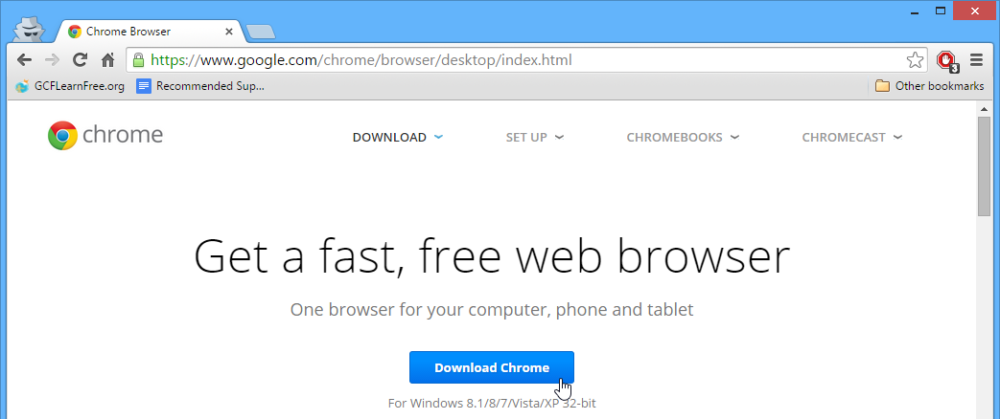 Chrome Browser
https://www.google.com/chrome/browser/desktop/index.html
3
GCFLearnFree.org
Recommended Sup...
Other bookmarks
chrome
DOWNLOAD
SET UP
CHROMEBOOKS
CHROMECAST
Get a fast, free web browser
One browser for your computer, phone and tablet
Download Chrome
For Windows 8.1/8/7/Vista/XP 32-bit